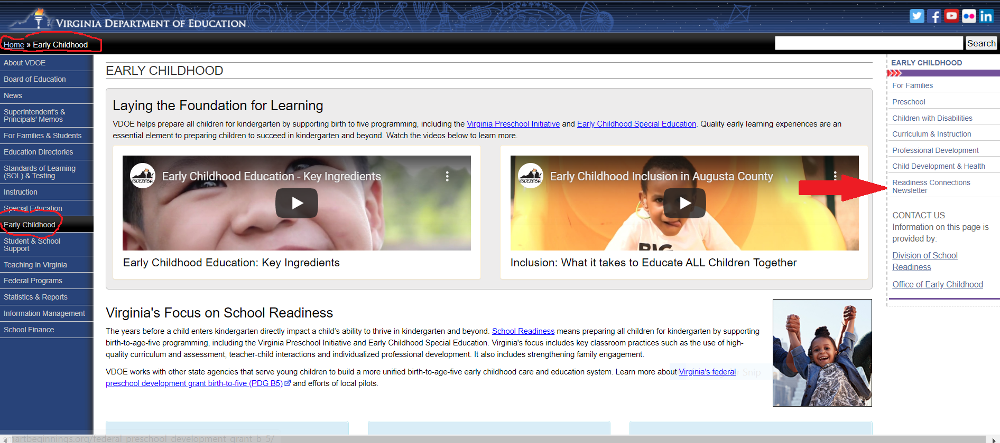 VIRGINIA DEPARTMENT OF EDUCATION
Home » Early Childhood
Search
About VDOE
Board of Education
News
Superintendent's &
Principals' Memos
For Families & Students
Education Directories
Standards of Learning
(SOL) & Testing
Instruction
Special Education
Early Childhood
Student & School
Support
Teaching in Virginia
Federal Programs
Statistics & Reports
Information Management
School Finance
EARLY CHILDHOOD
Laying the Foundation for Learning
VDOE helps prepare all children for kindergarten by supporting birth to five programming, including the Virginia Preschool Initiative and Early Childhood Special Education. Quality early learning experiences are an
essential element to preparing children to succeed in kindergarten and beyond. Watch the videos below to learn more.
Early Childhood Education - Key Ingredients
EDUCATION
Early Childhood Education: Key Ingredients
Early Childhood Inclusion in Augusta County
EDUCATION
BIG
Inclusion: What it takes to Educate ALL Children Together
Virginia's Focus on School Readiness
The years before a child enters kindergarten directly impact a child's ability to thrive in kindergarten and beyond. School Readiness means preparing all children for kindergarten by supporting
birth-to-age-five programming, including the Virginia Preschool Initiative and Early Childhood Special Education. Virginia's focus includes key classroom practices such as the use of high-
quality curriculum and assessment, teacher-child interactions and individualized professional development. It also includes strengthening family engagement.
VDOE works with other state agencies that serve young children to build a more unified birth-to-age-five early childhood care and education system. Learn more about Virginia's federal
preschool development grant birth-to-five (PDG B5) and efforts of local pilots.
Snip
EARLY CHILDHOOD
For Families
Preschool
Children with Disabilities
Curriculum & Instruction
Professional Development
Child Development & Health
Readiness Connections
Newsletter
CONTACT US
Information on this page is
provided by:
Division of School
Readiness
Office of Early Childhood
smartbeginnings.org/federal-preschool-development-grant-b-5/